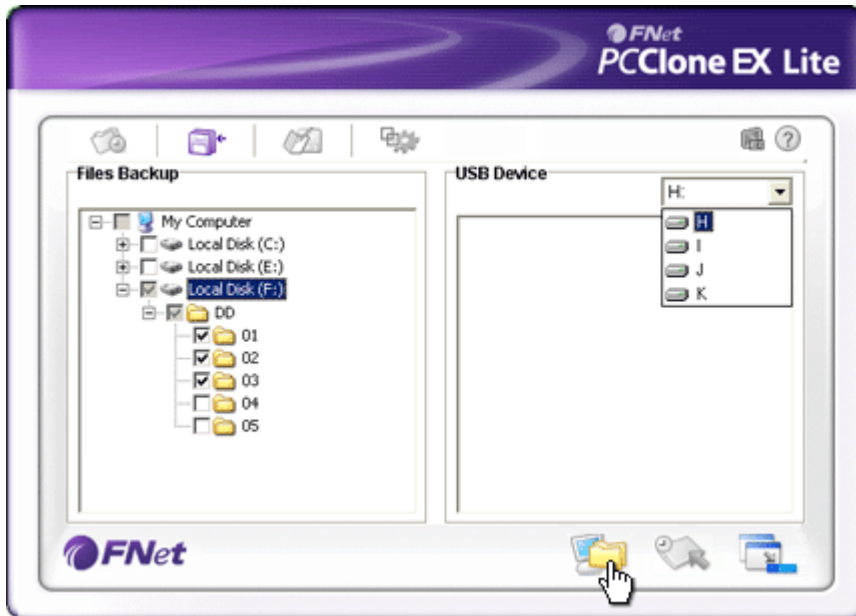 FNet
PCClone EX Lite
Files Backup
My Computer
Local Disk (C:)
Local Disk (E:)
Local Disk (F:)
DD
01
02
03
04
05
USB Device
H:
H
I
J
K
FNet